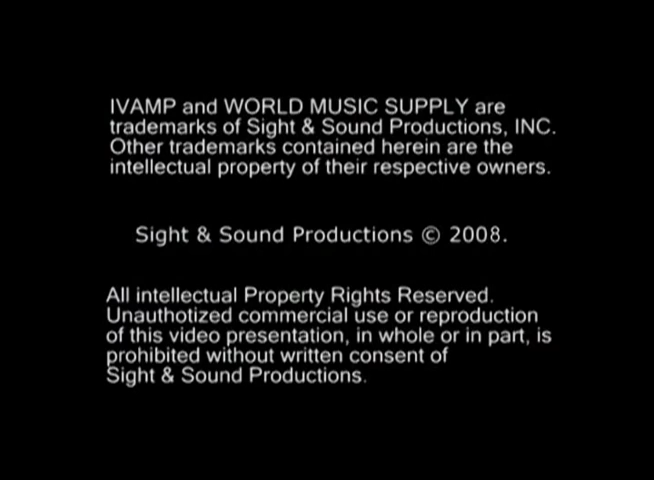 IVAMP and WORLD MUSIC SUPPLY are
trademarks of Sight & Sound Productions, INC.
Other trademarks contained herein are the
intellectual property of their respective owners.
Sight & Sound Productions © 2008.
All intellectual Property Rights Reserved.
Unauthotized commercial use or reproduction
of this video presentation, in whole or in part, is
prohibited without written consent of
Sight & Sound Productions.